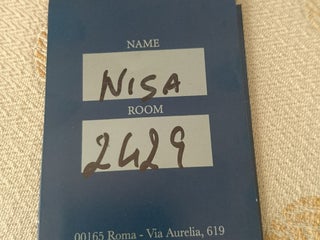 NAME
NISA
ROOM
2429
00165 Roma - Via Aurelia, 619